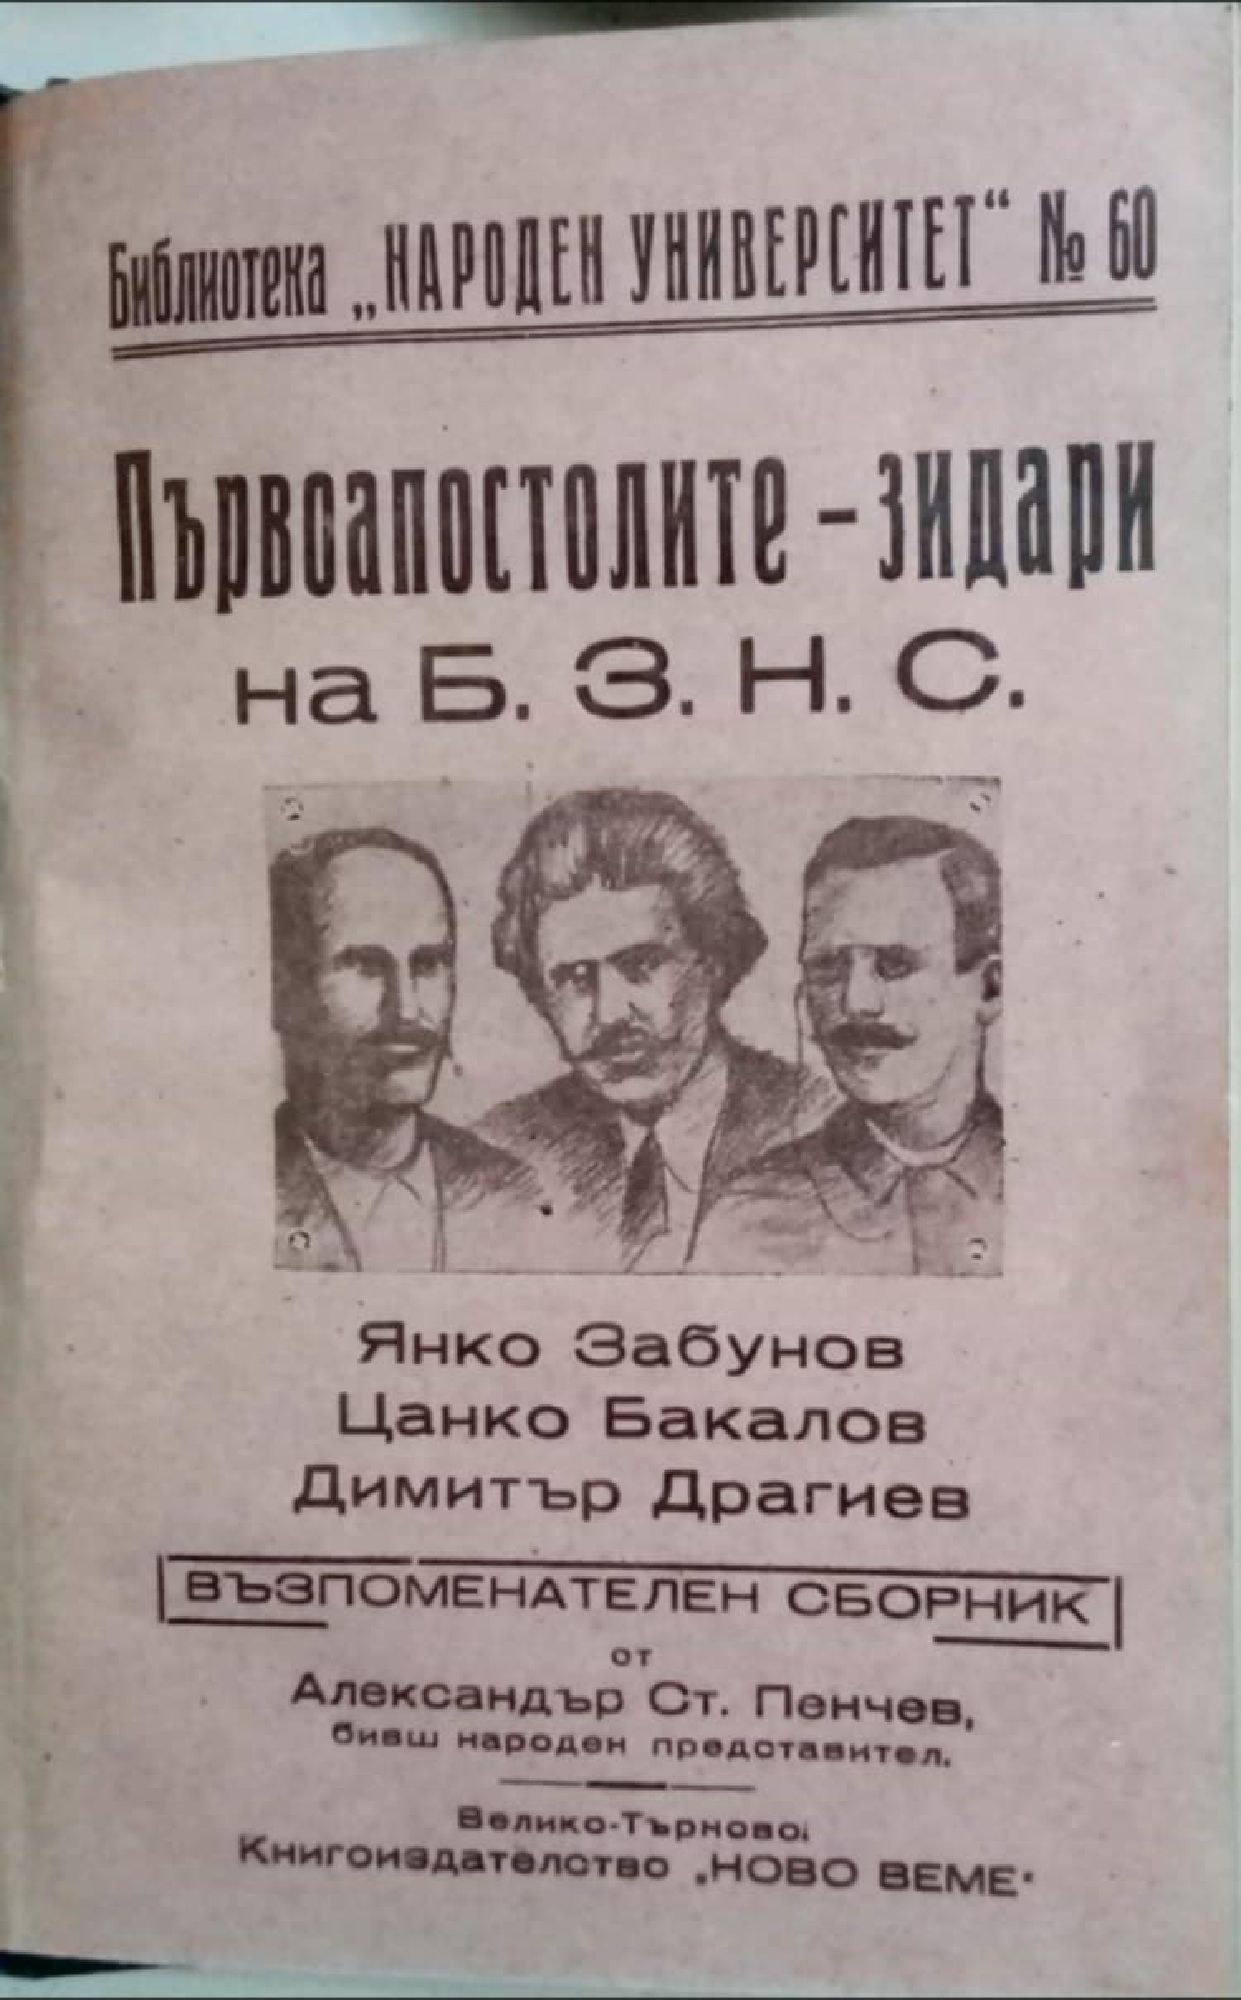 Библиотека „НАРОДЕН УНИВЕРСИТЕТ“ № 60
Първоапостолите – зидари
на Б. З. Н. С.
Янко Забунов
Цанко Бакалов
Димитър Драгиев
ВЪЗПОМЕНАТЕЛЕН СБОРНИК
от
Александър Ст. Пенчев,
бивш народен представител.
Велико-Търново:
Книгоиздателство „НОВО ВЕМЕ“